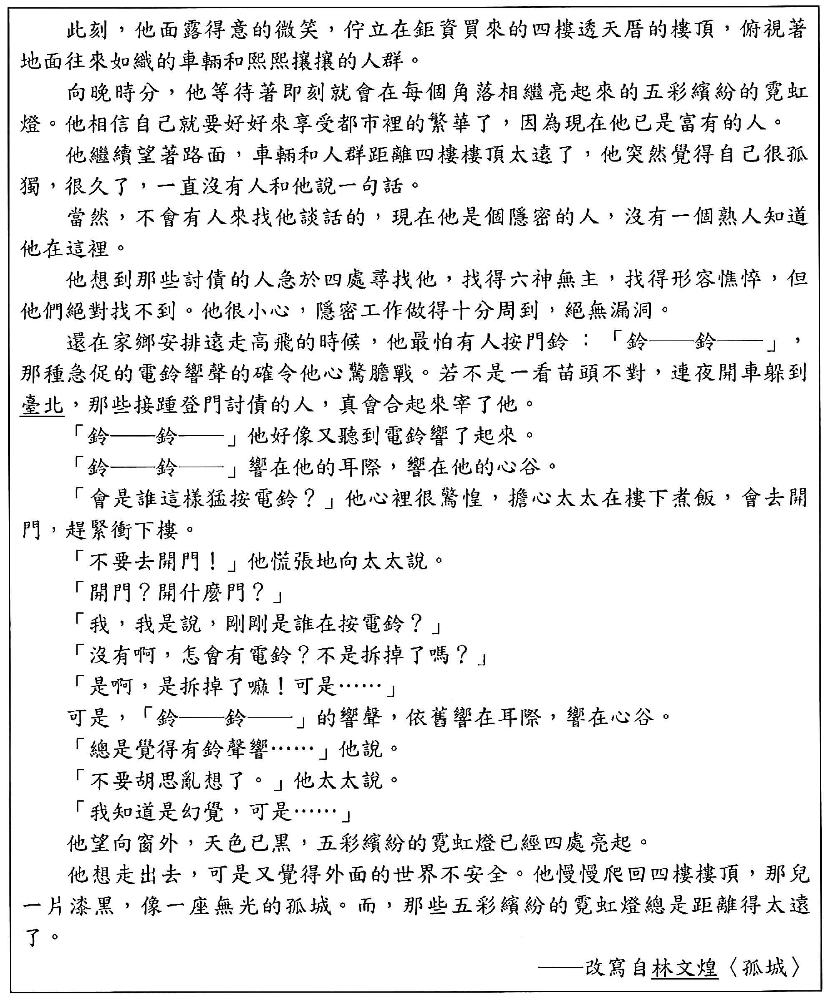 此刻，他面露得意的微笑，佇立在鉅資買來的四樓透天厝的樓頂，俯視著
地面往來如織的車輛和熙熙攘攘的人群。
向晚時分，他等待著即刻就會在每個角落相繼亮起來的五彩繽紛的霓虹
燈。他相信自己就要好好來享受都市裡的繁華了，因為現在他已是富有的人。
他繼續望著路面，車輛和人群距離四樓樓頂太遠了，他突然覺得自己很孤
獨，很久了，一直沒有人和他說一句話。
當然，不會有人來找他談話的，現在他是個隱密的人，沒有一個熟人知道
他在這裡。
他想到那些討債的人急於四處尋找他，找得六神無主，找得形容憔悴，但
他們絕對找不到。他很小心，隱密工作做得十分周到，絕無漏洞。
還在家鄉安排遠走高飛的時候，他最怕有人按門鈴：「鈴——鈴——」，
那種急促的電鈴響聲的確令他心驚膽戰。若不是一看苗頭不對，連夜開車躲到
臺北，那些接踵登門討債的人，真會合起來宰了他。
「鈴——鈴——」他好像又聽到電鈴響了起來。
「鈴——鈴——」響在他的耳際，響在他的心谷。
「會是誰這樣猛按電鈴？」他心裡很驚惶，擔心太太在樓下煮飯，會去開
門，趕緊衝下樓。
「不要去開門！」他慌張地向太太說。
「開門？開什麼門？」
「我，我是說，剛剛是誰在按電鈴？」
「沒有啊，怎會有電鈴？不是拆掉了嗎？」
「是啊，是拆掉了嘛！可是……」
可是，「鈴——鈴——」的響聲，依舊響在耳際，響在心谷。
「總是覺得有鈴聲響……」他說。
「不要胡思亂想了。」他太太說。
「我知道是幻覺，可是……」
他望向窗外，天色已黑，五彩繽紛的霓虹燈已經四處亮起。
他想走出去，可是又覺得外面的世界不安全。他慢慢爬回四樓樓頂，那兒
一片漆黑，像一座無光的孤城。而，那些五彩繽紛的霓虹燈總是距離得太遠
了。
——改寫自林文煌〈孤城〉